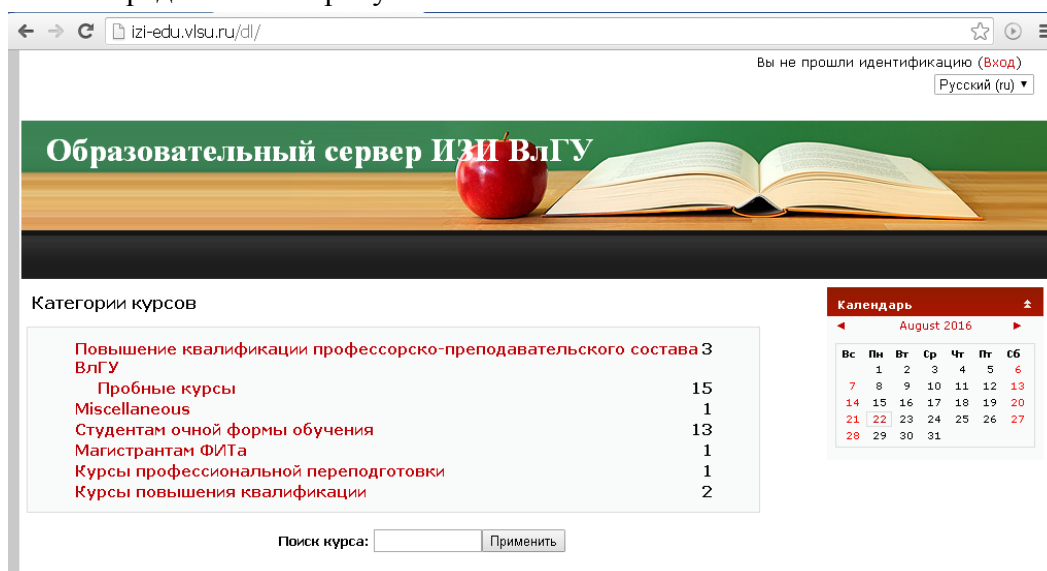 izi-edu.vlsu.ru/dl/
Вы не прошли идентификацию (Вход)
Русский (ru)
Образовательный сервер ИЗИ ВлГУ
Категории курсов
Повышение квалификации профессорско-преподавательского состава 3
ВлГУ
Пробные курсы 15
Miscellaneous 1
Студентам очной формы обучения 13
Магистрантам ФИТа 1
Курсы профессиональной переподготовки 1
Курсы повышения квалификации 2
Поиск курса: Применить
Календарь
August 2016
Вс Пн Вт Ср Чт Пт Сб
1 2 3 4 5 6
7 8 9 10 11 12 13
14 15 16 17 18 19 20
21 22 23 24 25 26 27
28 29 30 31